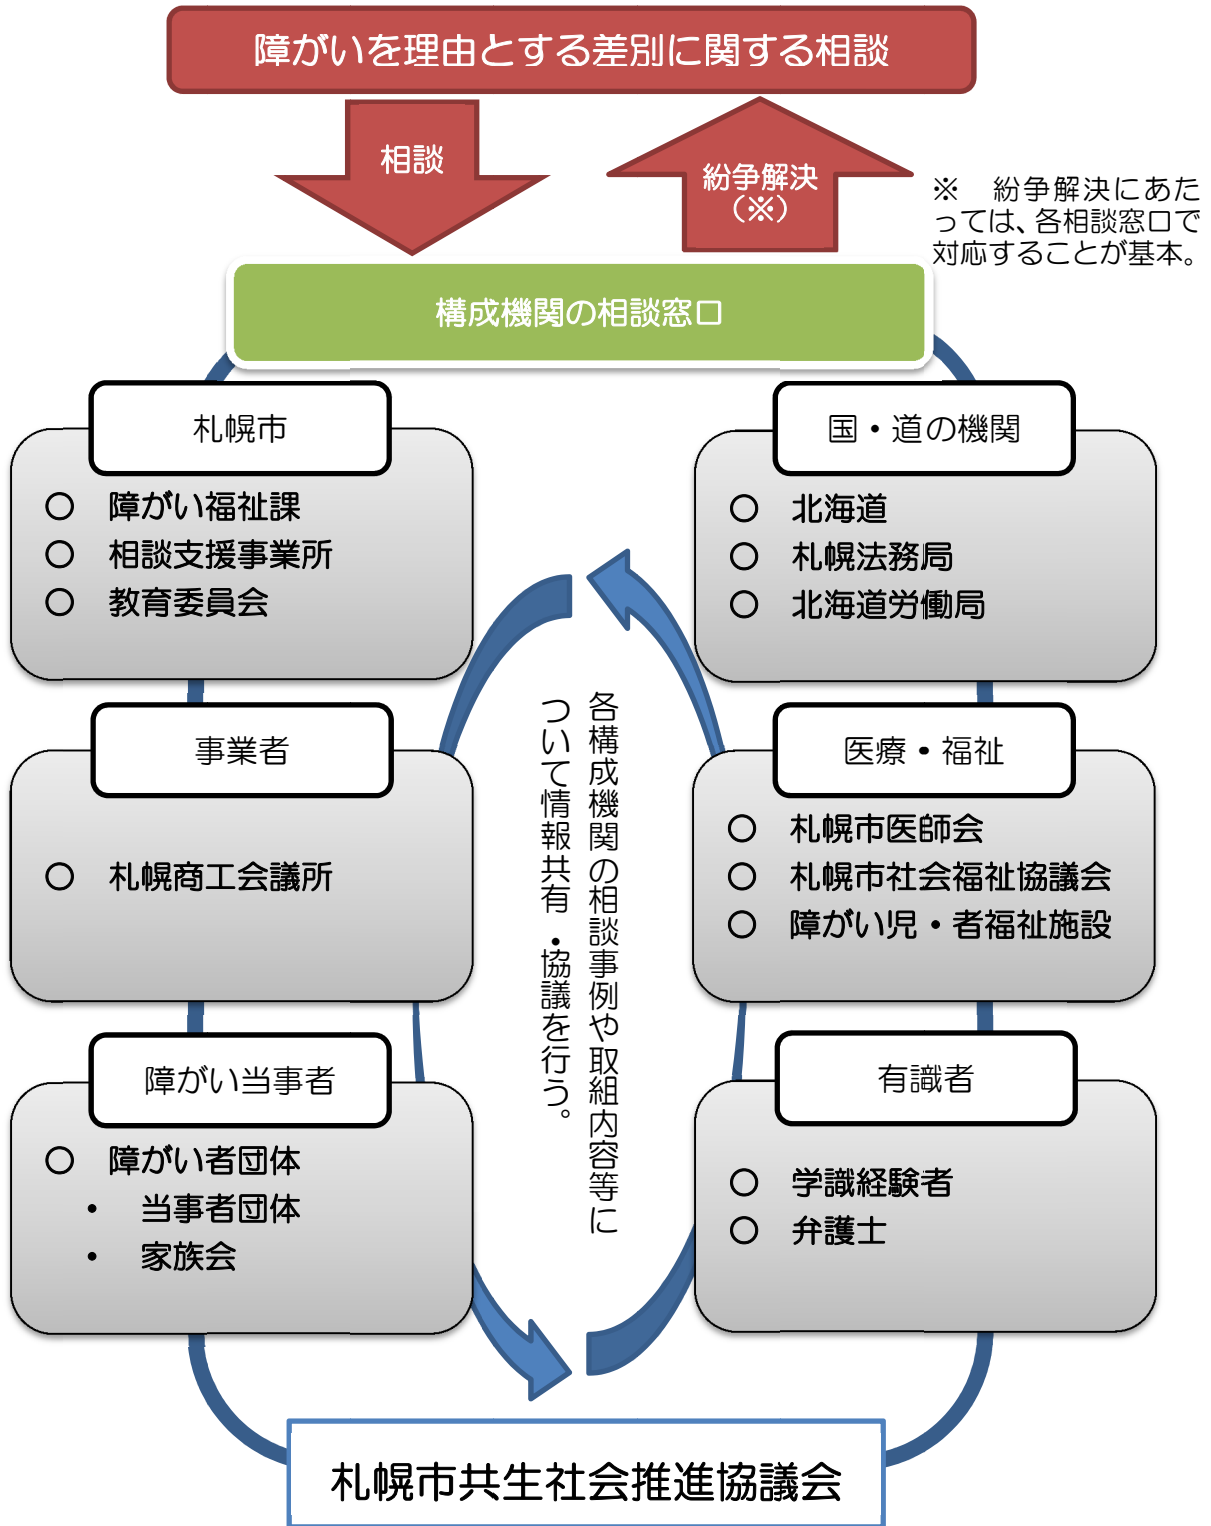 障がいを理由とする差別に関する相談
相談
紛争解決
(※)
※　紛争解決にあた
っては、各相談窓口で
対応することが基本。
構成機関の相談窓口
札幌市
○　障がい福祉課
○　相談支援事業所
○　教育委員会
国・道の機関
○　北海道
○　札幌法務局
○　北海道労働局
事業者
○　札幌商工会議所
医療・福祉
○　札幌市医師会
○　札幌市社会福祉協議会
○　障がい児・者福祉施設
各構成機関の相談事例や取組内容等に
ついて情報共有・協議を行う。
障がい当事者
○　障がい者団体
・　当事者団体
・　家族会
有識者
○　学識経験者
○　弁護士
札幌市共生社会推進協議会